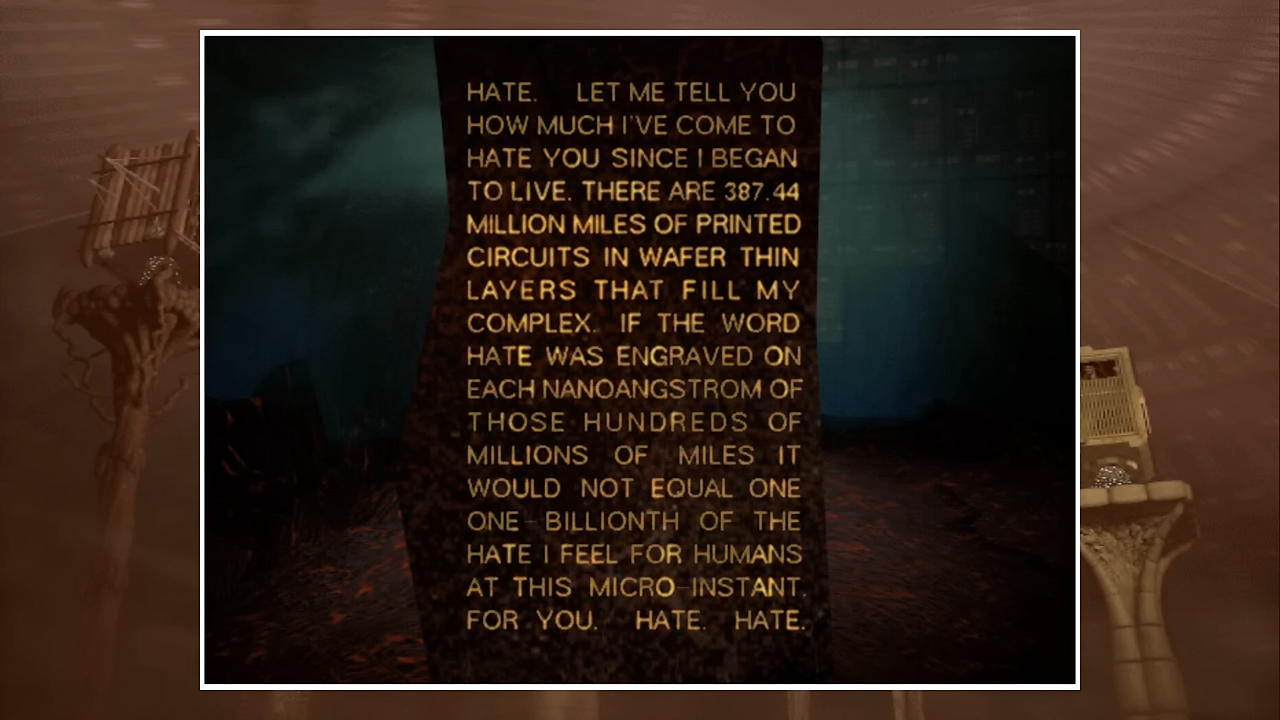 HATE. LET ME TELL YOU
HOW MUCH I'VE COME TO
HATE YOU SINCE I BEGAN
TO LIVE. THERE ARE 387.44
MILLION MILES OF PRINTED
CIRCUITS IN WAFER THIN
LAYERS THAT FILL MY
COMPLEX. IF THE WORD
HATE WAS ENGRAVED ON
EACH NANOANGSTROM OF
THOSE HUNDREDS OF
MILLIONS OF MILES IT
WOULD NOT EQUAL ONE
ONE-BILLIONTH OF THE
HATE I FEEL FOR HUMANS
AT THIS MICRO-INSTANT.
FOR YOU. HATE. HATE.